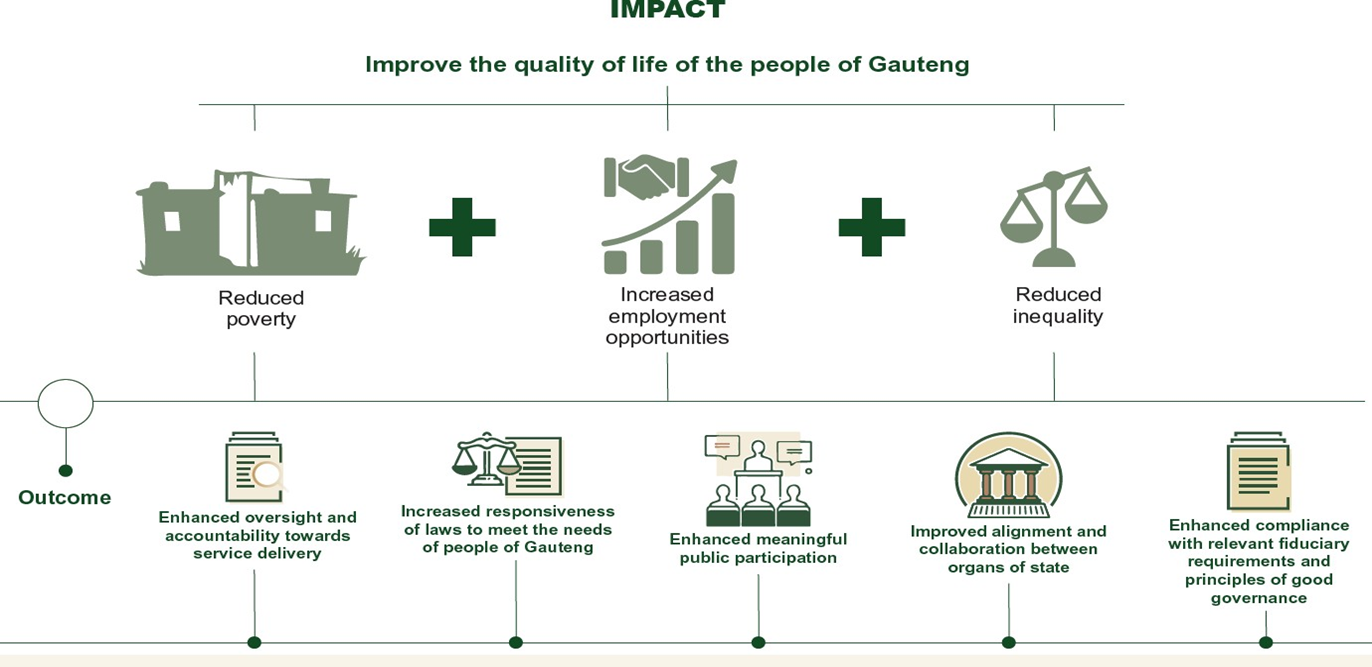 IMPACT
Improve the quality of life of the people of Gauteng
Reduced
poverty
Increased
employment
opportunities
Reduced
inequality
Outcome
Enhanced oversight and
accountability towards
service delivery
Increased responsiveness
of laws to meet the needs
of people of Gauteng
Enhanced meaningful
public participation
Improved alignment and
collaboration between
organs of state
Enhanced compliance
with relevant fiduciary
requirements and
principles of good
governance